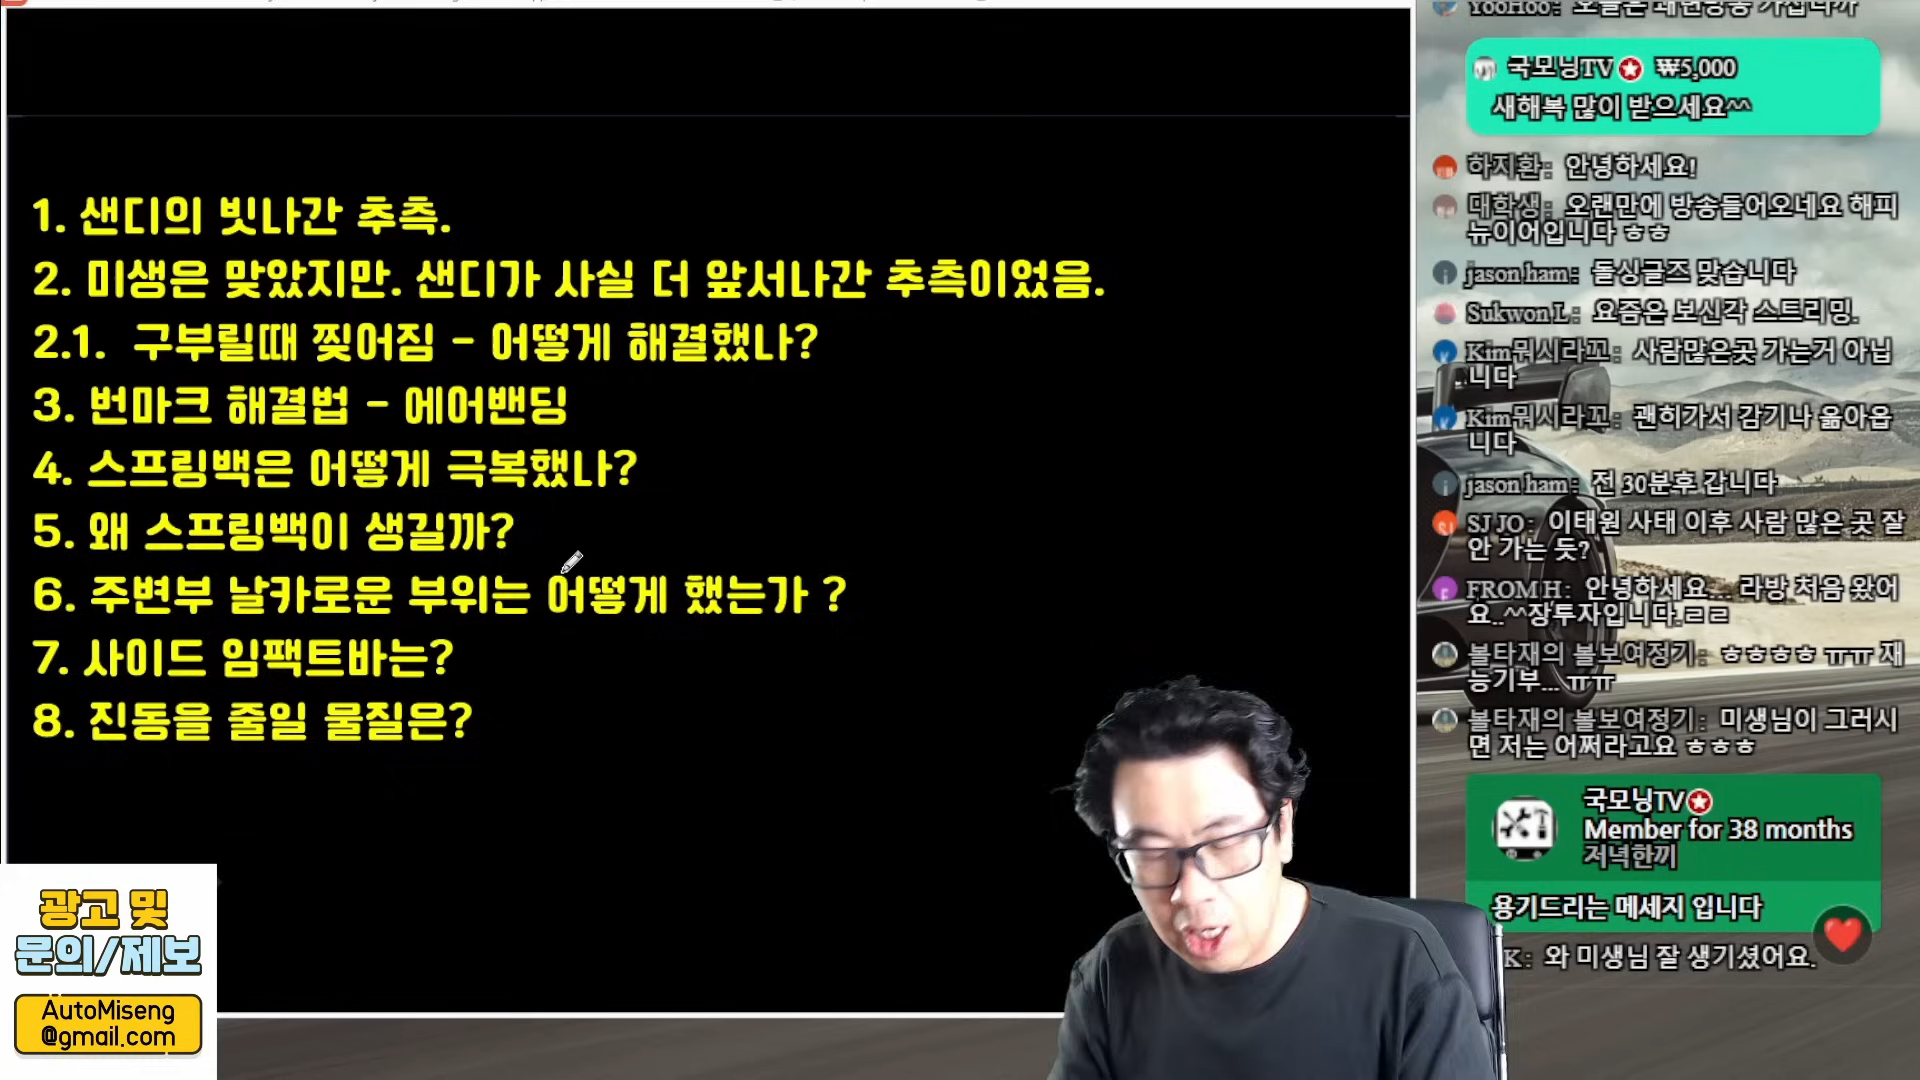 1. 샌디의 빗나간 추측.
2. 미생은 맞았지만. 샌디가 사실 더 앞서나간 추측이었음.
2.1. 구부릴때 찢어짐 - 어떻게 해결했나?
3. 번마크 해결법 - 에어밴딩
4. 스프링백은 어떻게 극복했나?
5. 왜 스프링백이 생길까?
6. 주변부 날카로운 부위는 어떻게 했는가 ?
7. 사이드 임팩트바는?
8. 진동을 줄일 물질은?
광고 및
문의/제보
AutoMiseng
@gmail.com
YooHoo: 오늘은
국모닝TV ₩5,000
새해복 많이 받으세요^^
하지환: 안녕하세요!
대학생: 오랜만에 방송들어오네요 해피
뉴이어입니다 ㅎㅎ
jason ham: 돌싱글즈 맞습니다
Sukwon L: 요즘은 보신각 스트리밍.
Kim뭐시라꼬: 사람많은곳 가는거 아닙
니다
Kim뭐시라꼬: 괜히가서 감기나 옮아옵
니다
jason ham: 전 30분후 갑니다
SJ JO: 이태원 사태 이후 사람 많은 곳 잘
안 가는 듯?
FROM H: 안녕하세요... 라방 처음 왔어
요..^^장투자입니다.ㄹㄹ
볼타재의 볼보여정기: ㅎㅎㅎㅎ ㅠㅠ 재
능기부... ㅠㅠ
볼타재의 볼보여정기: 미생님이 그러시
면 저는 어쩌라고요 ㅎㅎㅎ
국모닝TV
Member for 38 months
저녁한끼
용기드리는 메세지 입니다
K: 와 미생님 잘 생기셨어요.